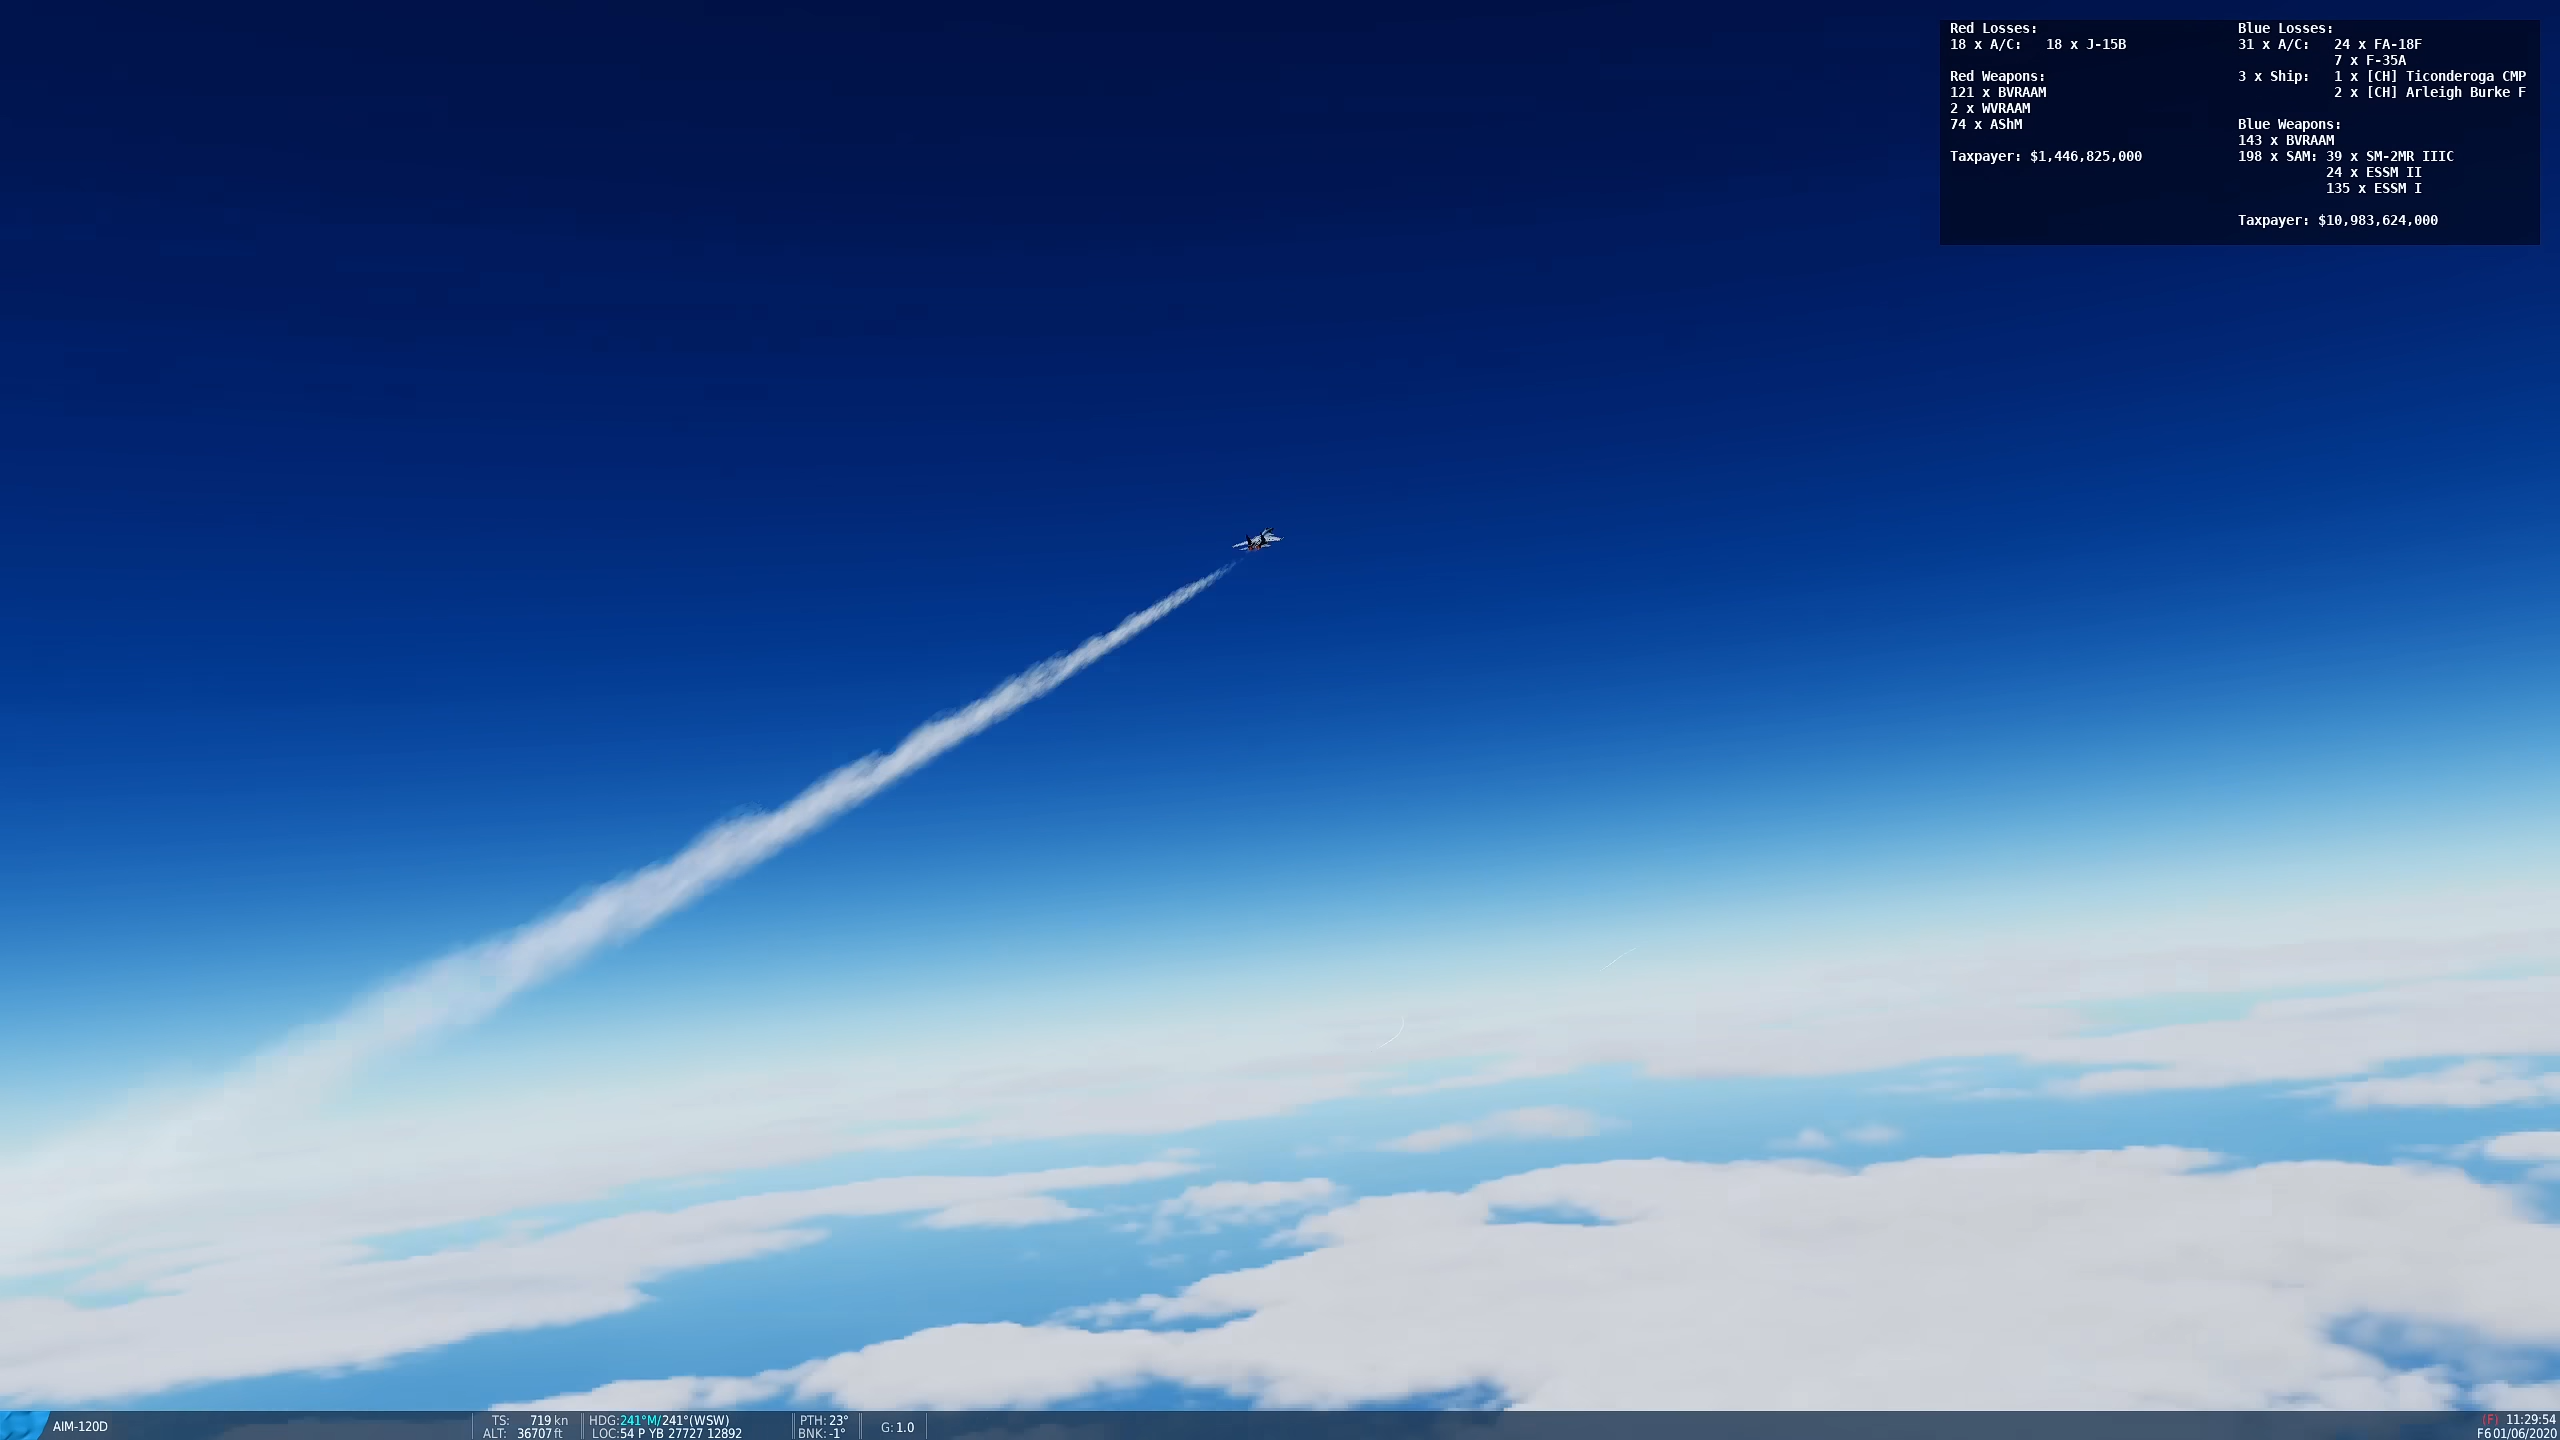 Red Losses:
18 x A/C: 18 x J-15B
Red Weapons:
121 x BVRAAM
2 x WVRAAM
74 x AShM
Taxpayer: $1,446,825,000
Blue Losses:
31 x A/C: 24 x FA-18F
7 x F-35A
3 x Ship: 1 x [CH] Ticonderoga CMP
2 x [CH] Arleigh Burke F
Blue Weapons:
143 x BVRAAM
198 x SAM: 39 x SM-2MR IIIC
24 x ESSM II
135 x ESSM I
Taxpayer: $10,983,624,000
AIM-120D
TS: 719 kn
ALT: 36707 ft
HDG:241°M/241°(WSW)
LOC:54 P YB 27727 12892
PTH: 23°
BNK: -1°
G: 1.0
(F) 11:29:54
F6 01/06/2020